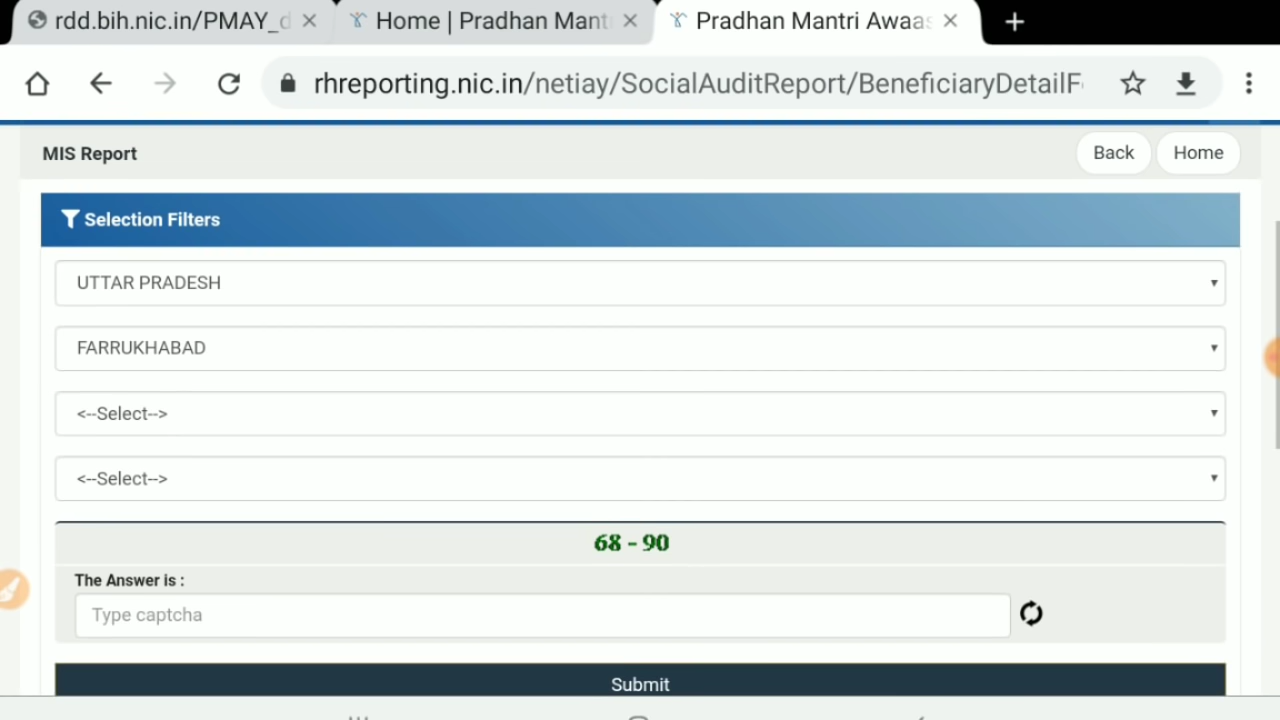 rdd.bih.nic.in/PMAY_d
Home | Pradhan Mant
Pradhan Mantri Awaas
rhreporting.nic.in/netiay/SocialAuditReport/BeneficiaryDetailF
MIS Report
Back
Home
Selection Filters
UTTAR PRADESH
FARRUKHABAD
<--Select-->
<--Select-->
68 - 90
The Answer is :
Type captcha
Submit